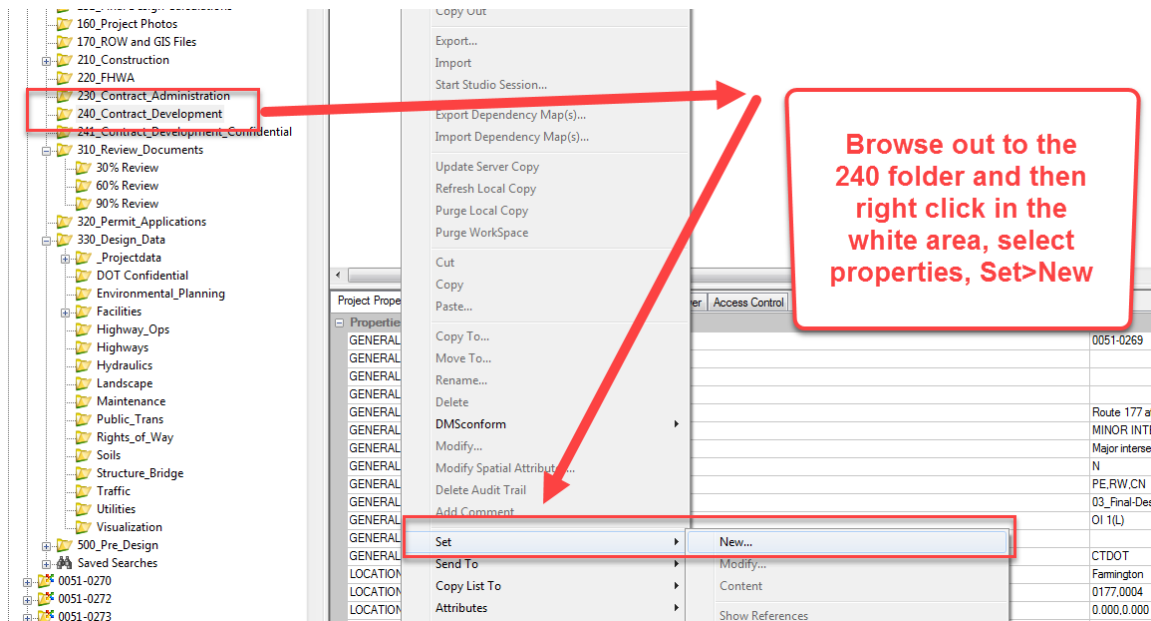 160_Project Photos
170_ROW and GIS Files
210_Construction
220_FHWA
230_Contract_Administration
240_Contract_Development
241_Contract_Development_Confidential
310_Review_Documents
30% Review
60% Review
90% Review
320_Permit_Applications
330_Design_Data
_Projectdata
DOT Confidential
Environmental_Planning
Facilities
Highway_Ops
Highways
Hydraulics
Landscape
Maintenance
Public_Trans
Rights_of_Way
Soils
Structure_Bridge
Traffic
Utilities
Visualization
500_Pre_Design
Saved Searches
0051-0270
0051-0272
0051-0273
Copy Out
Export...
Import
Start Studio Session...
Export Dependency Map(s)...
Import Dependency Map(s)...
Update Server Copy
Refresh Local Copy
Purge Local Copy
Purge WorkSpace
Cut
Copy
Paste...
Copy To...
Move To...
Rename...
Delete
DMSconform
Modify...
Modify Spatial Attributes...
Delete Audit Trail
Add Comment
Set
Send To
Copy List To
Attributes
New...
Modify...
Content
Show References
Browse out to the
240 folder and then
right click in the
white area, select
properties, Set>New
Project Prope
er
Access Control
Propertie
GENERAL 0051-0269
GENERAL
GENERAL
GENERAL
GENERAL Route 177 a
GENERAL MINOR INT
GENERAL Major interse
GENERAL N
GENERAL PE,RW,CN
GENERAL 03_Final-Des
GENERAL OI 1(L)
GENERAL
GENERAL CTDOT
LOCATION Farmington
LOCATION 0177,0004
LOCATION 0.000,0.000